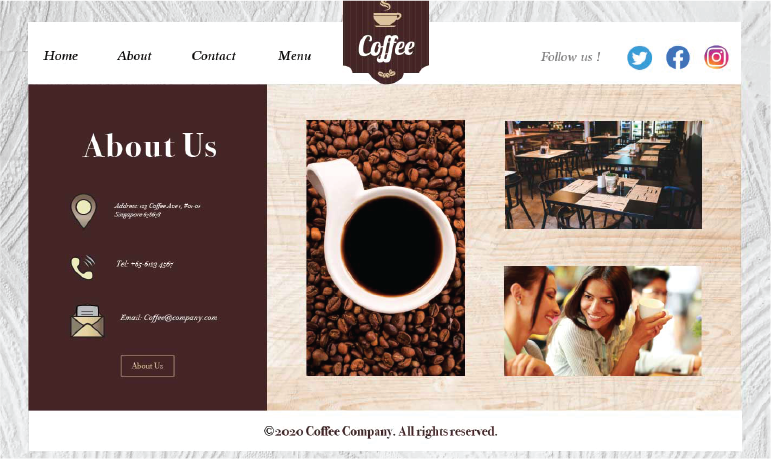 Home About Contact Menu
Coffee
Follow us !
About Us
Address: 123 Coffee Ave 1, #01-01
Singapore 678678
Tel: +65-6123 4567
Email: Coffee@company.com
About Us
©2020 Coffee Company. All rights reserved.